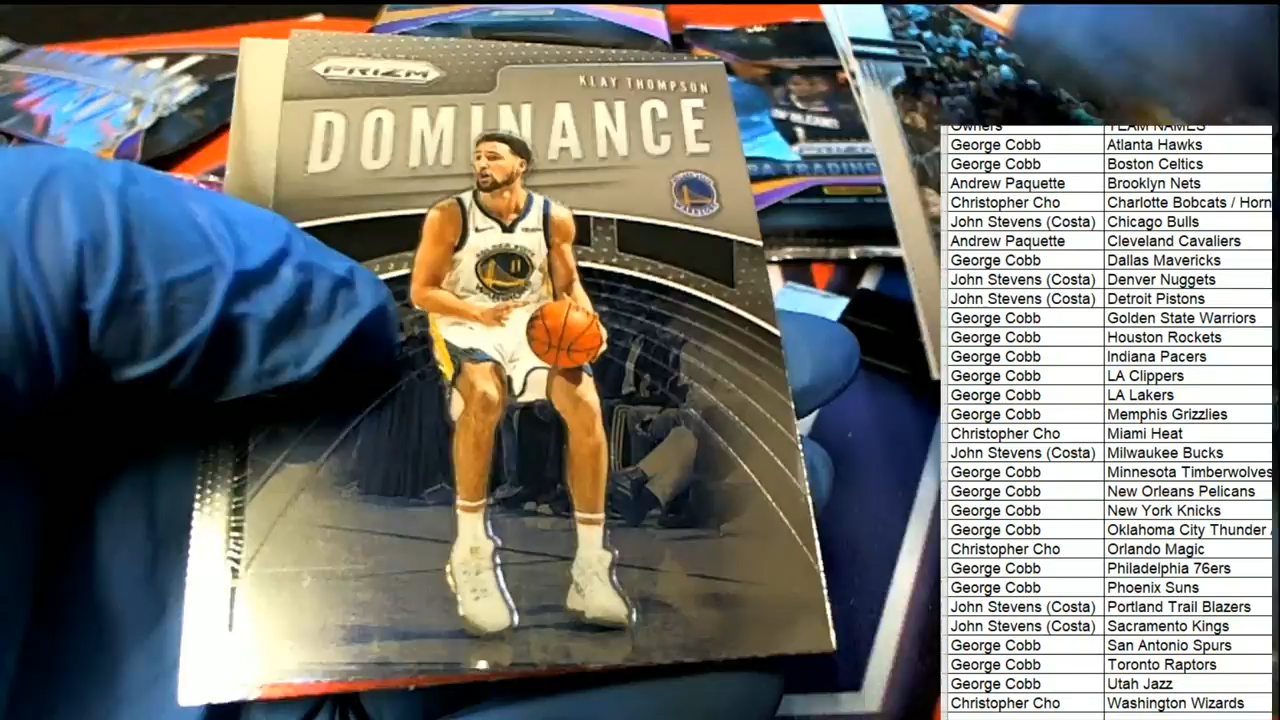 PRIZM
KLAY THOMPSON
DOMINANCE
11
TRADING
Owners TEAM NAMES
George Cobb Atlanta Hawks
George Cobb Boston Celtics
Andrew Paquette Brooklyn Nets
Christopher Cho Charlotte Bobcats / Horn
John Stevens (Costa) Chicago Bulls
Andrew Paquette Cleveland Cavaliers
George Cobb Dallas Mavericks
John Stevens (Costa) Denver Nuggets
John Stevens (Costa) Detroit Pistons
George Cobb Golden State Warriors
George Cobb Houston Rockets
George Cobb Indiana Pacers
George Cobb LA Clippers
George Cobb LA Lakers
George Cobb Memphis Grizzlies
Christopher Cho Miami Heat
John Stevens (Costa) Milwaukee Bucks
George Cobb Minnesota Timberwolves
George Cobb New Orleans Pelicans
George Cobb New York Knicks
George Cobb Oklahoma City Thunder
Christopher Cho Orlando Magic
George Cobb Philadelphia 76ers
George Cobb Phoenix Suns
John Stevens (Costa) Portland Trail Blazers
John Stevens (Costa) Sacramento Kings
George Cobb San Antonio Spurs
George Cobb Toronto Raptors
George Cobb Utah Jazz
Christopher Cho Washington Wizards